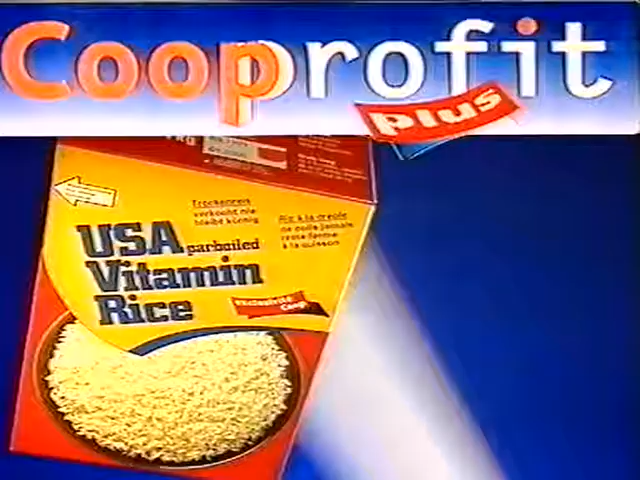 Cooprofit
Plus
Trockenreis
verkocht nie
bleibt körnig
Riz à la créole
ne colle jamais
reste ferme
à la cuisson
USA parboiled
Vitamin
Rice
Exclusivité
Coop